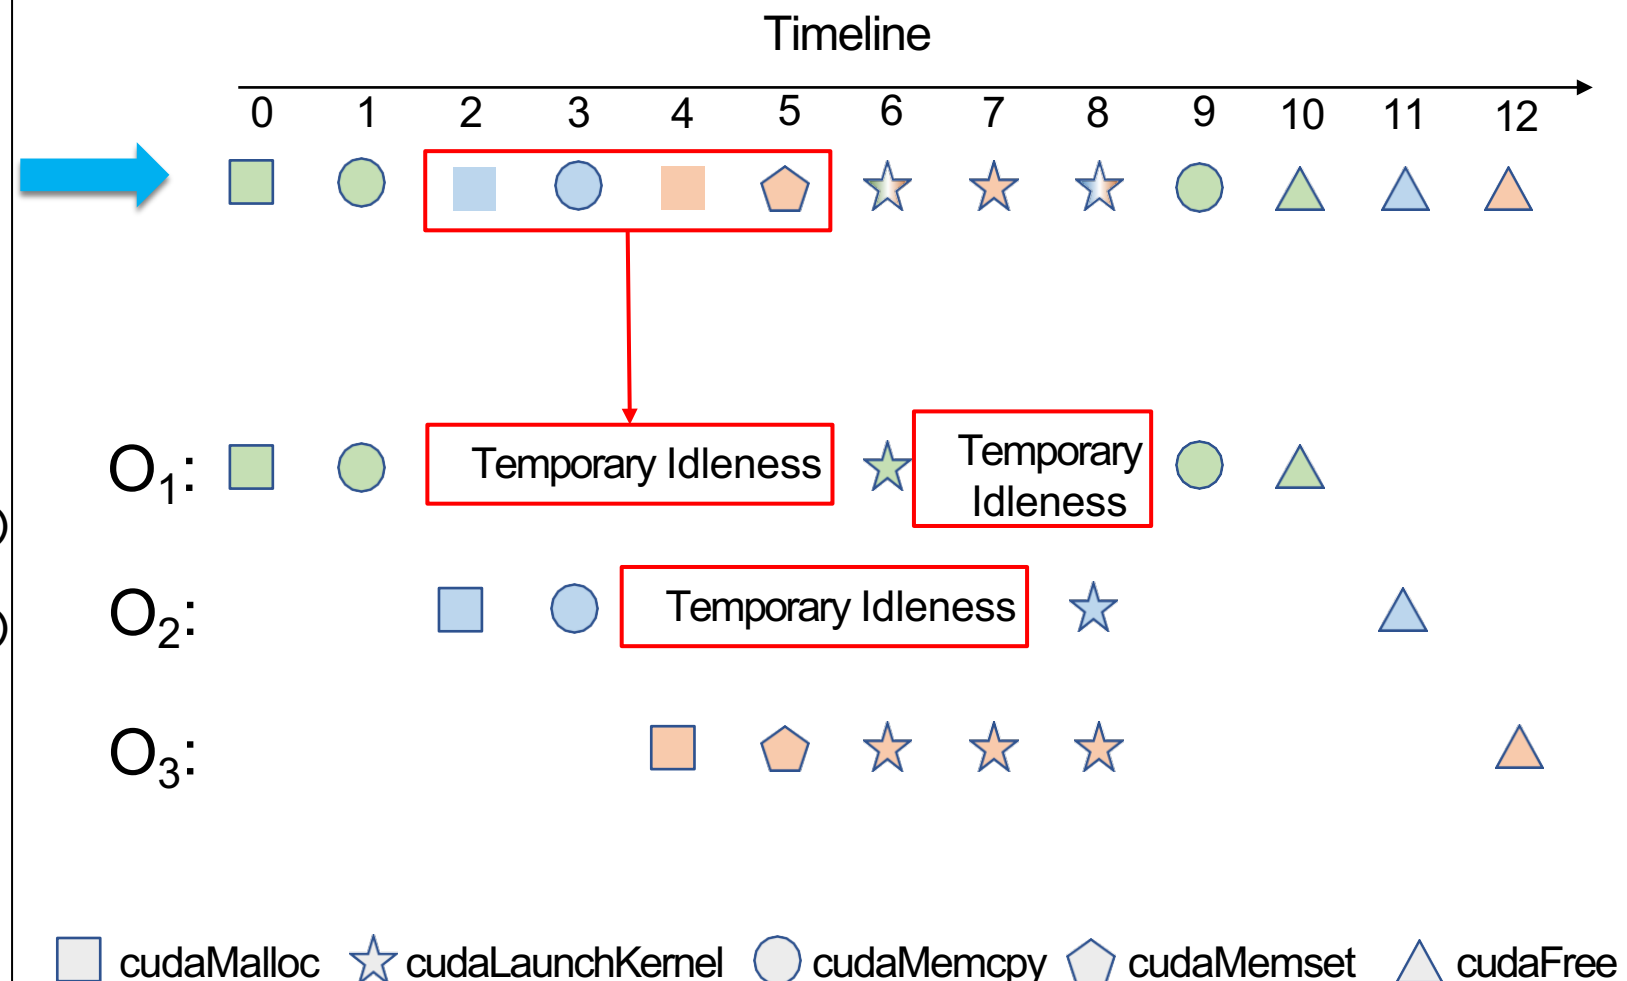 Timeline
0 1 2 3 4 5 6 7 8 9 10 11 12
O1: Temporary Idleness Temporary
Idleness
O2: Temporary Idleness
O3:
cudaMalloc cudaLaunchKernel cudaMemcpy cudaMemset cudaFree